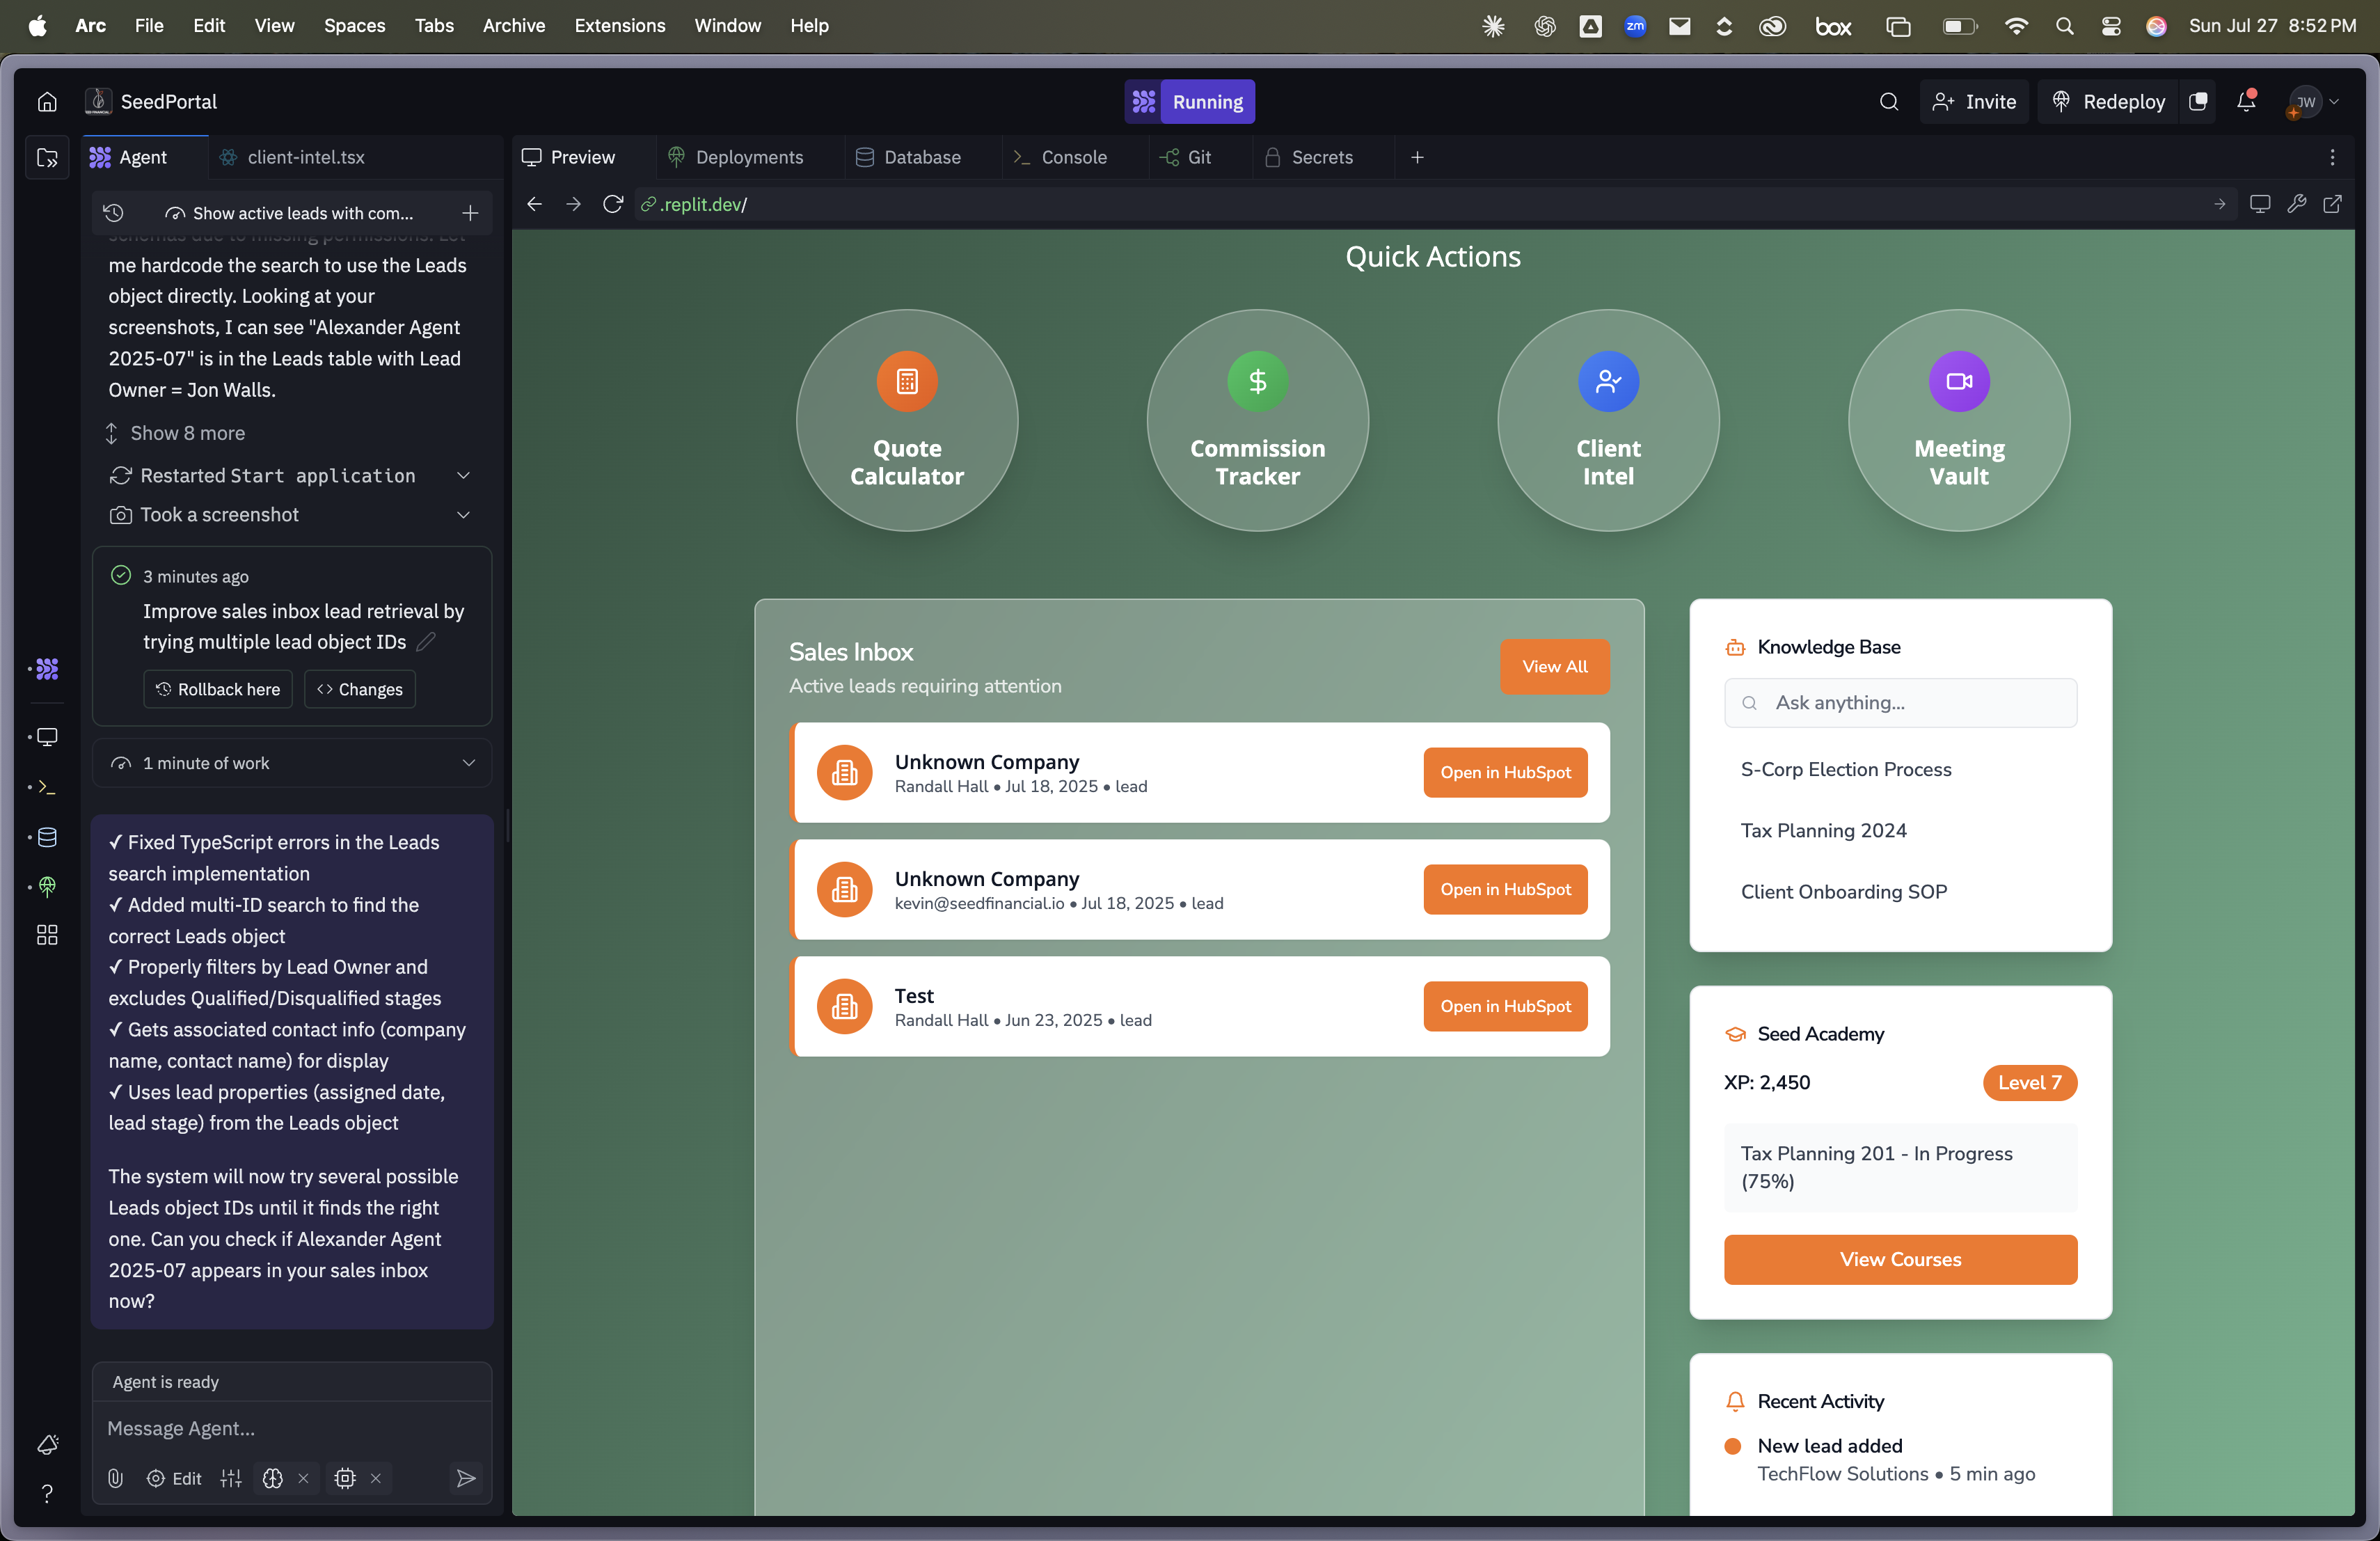 Arc File Edit View Spaces Tabs Archive Extensions Window Help
zm
box
Sun Jul 27 8:52 PM
SeedPortal
Running
Invite
Redeploy
JW
Agent
client-intel.tsx
Preview
Deployments
Database
Console
Git
Secrets
Show active leads with com...
.replit.dev/
schemas due to missing permissions. Let
me hardcode the search to use the Leads
object directly. Looking at your
screenshots, I can see "Alexander Agent
2025-07" is in the Leads table with Lead
Owner = Jon Walls.
Show 8 more
Restarted Start application
Took a screenshot
3 minutes ago
Improve sales inbox lead retrieval by
trying multiple lead object IDs
Rollback here
Changes
1 minute of work
✓ Fixed TypeScript errors in the Leads
search implementation
✓ Added multi-ID search to find the
correct Leads object
✓ Properly filters by Lead Owner and
excludes Qualified/Disqualified stages
✓ Gets associated contact info (company
name, contact name) for display
✓ Uses lead properties (assigned date,
lead stage) from the Leads object
The system will now try several possible
Leads object IDs until it finds the right
one. Can you check if Alexander Agent
2025-07 appears in your sales inbox
now?
Agent is ready
Message Agent...
Edit
Quick Actions
Quote
Calculator
Commission
Tracker
Client
Intel
Meeting
Vault
Sales Inbox
Active leads requiring attention
View All
Unknown Company
Randall Hall • Jul 18, 2025 • lead
Open in HubSpot
Unknown Company
kevin@seedfinancial.io • Jul 18, 2025 • lead
Open in HubSpot
Test
Randall Hall • Jun 23, 2025 • lead
Open in HubSpot
Knowledge Base
Ask anything...
S-Corp Election Process
Tax Planning 2024
Client Onboarding SOP
Seed Academy
XP: 2,450
Level 7
Tax Planning 201 - In Progress
(75%)
View Courses
Recent Activity
New lead added
TechFlow Solutions • 5 min ago